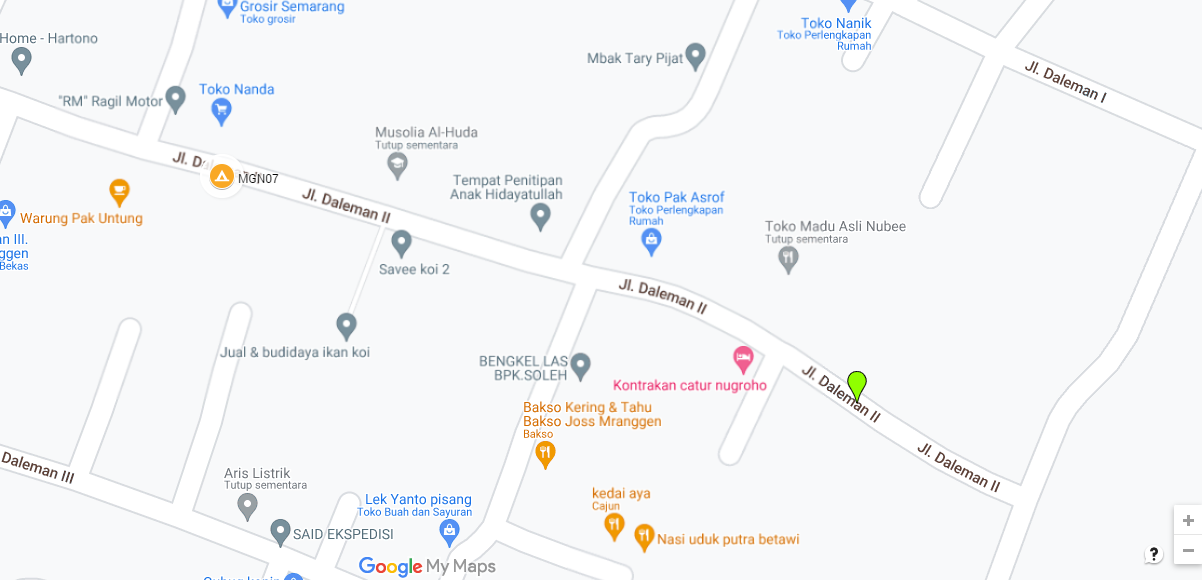 Grosir Semarang
Toko grosir
Home - Hartono
Toko Nanik
Toko Perlengkapan
Rumah
Mbak Tary Pijat
Jl. Daleman I
"RM" Ragil Motor
Toko Nanda
Musolia Al-Huda
Tutup sementara
MGN07
Tempat Penitipan
Anak Hidayatullah
Jl. Daleman II
Toko Pak Asrof
Toko Perlengkapan
Rumah
Warung Pak Untung
Toko Madu Asli Nubee
Tutup sementara
an III.
ggen
Bekas
Savee koi 2
Jl. Daleman II
Jual & budidaya ikan koi
BENGKEL LAS
BPK.SOLEH
Kontrakan catur nugroho
Jl. Daleman II
Bakso Kering & Tahu
Bakso Joss Mranggen
Bakso
Jl. Daleman II
Daleman III
Aris Listrik
Tutup sementara
Lek Yanto pisang
Toko Buah dan Sayuran
kedai aya
Cajun
SAID EKSPEDISI
Nasi uduk putra betawi
Google My Maps
?
+
−